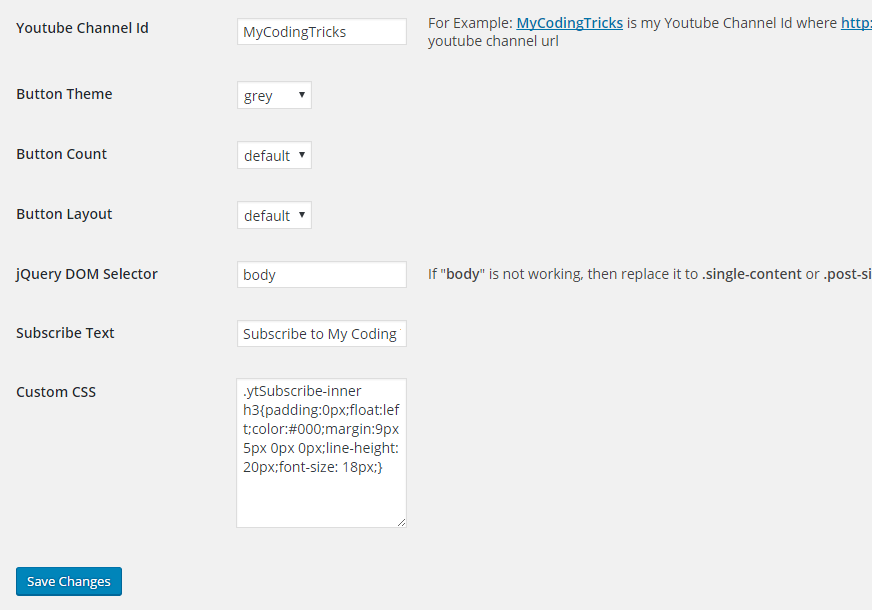 Youtube Channel Id
MyCodingTricks
For Example: MyCodingTricks is my Youtube Channel Id where http:
youtube channel url
Button Theme
grey
Button Count
default
Button Layout
default
jQuery DOM Selector
body
If "body" is not working, then replace it to .single-content or .post-si
Subscribe Text
Subscribe to My Coding
Custom CSS
.ytSubscribe-inner
h3{padding:0px;float:lef
t;color:#000;margin:9px
5px 0px 0px;line-height:
20px;font-size: 18px;}
Save Changes